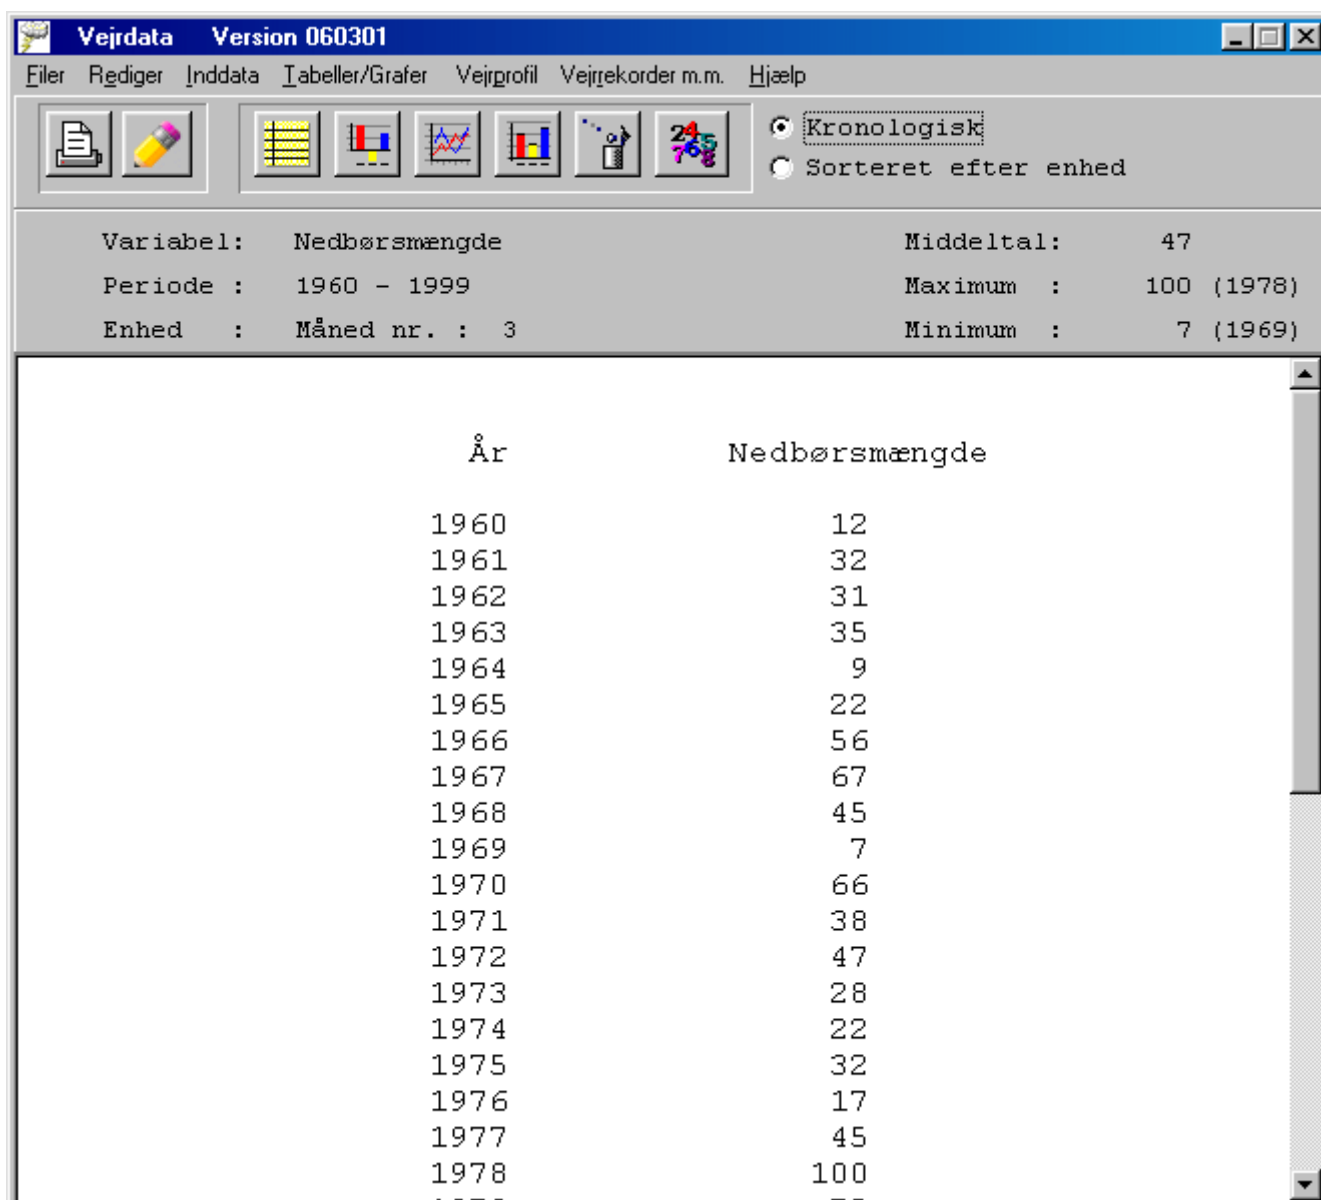 Vejrdata Version 060301
Filer Rediger Inddata Tabeller/Grafer Vejrprofil Vejrrekorder m.m. Hjælp
Kronologisk
Sorteret efter enhed
Variabel: Nedbørsmængde Middeltal: 47
Periode : 1960 - 1999 Maximum : 100 (1978)
Enhed : Måned nr. : 3 Minimum : 7 (1969)
År Nedbørsmængde
1960 12
1961 32
1962 31
1963 35
1964 9
1965 22
1966 56
1967 67
1968 45
1969 7
1970 66
1971 38
1972 47
1973 28
1974 22
1975 32
1976 17
1977 45
1978 100